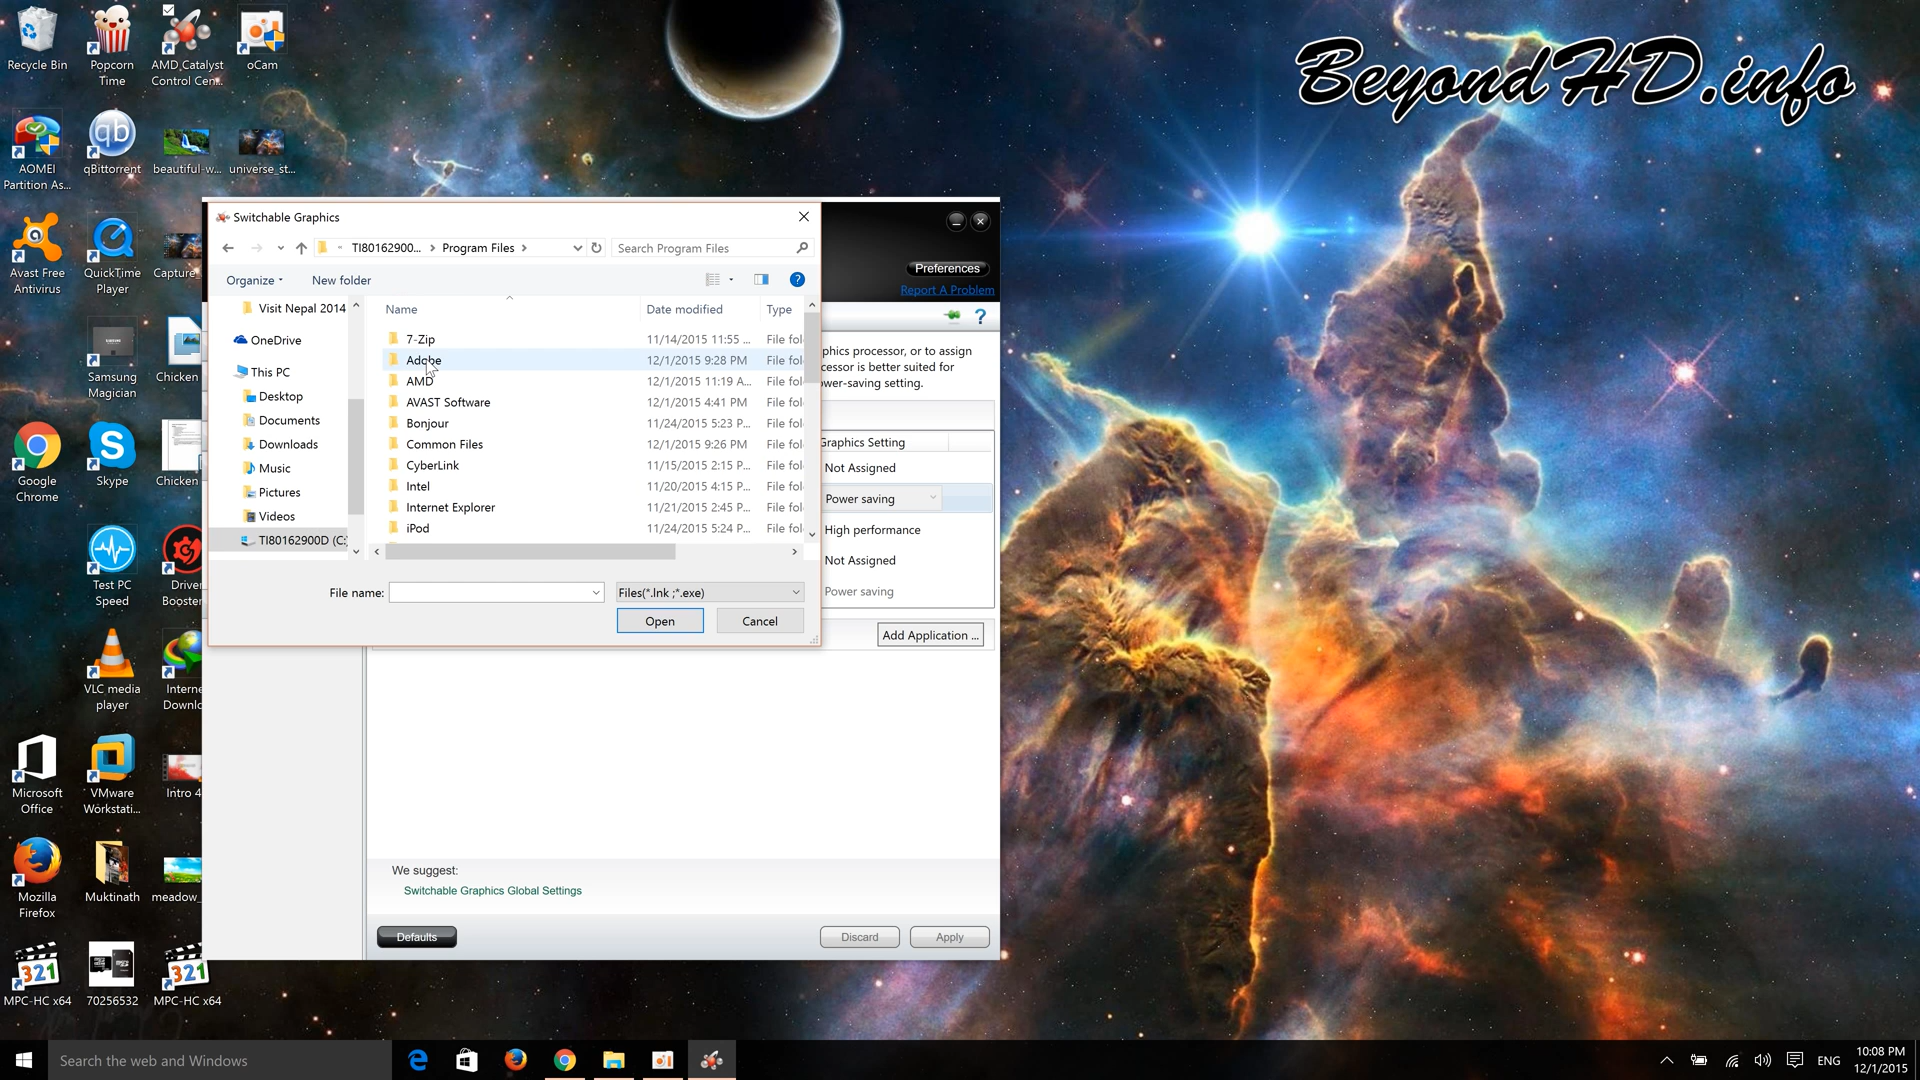 BeyondHD.info
Recycle Bin
Popcorn
Time
AMD Catalyst
Control Cen...
oCam
AOMEI
Partition As...
qBittorrent
beautiful-w...
universe_st...
Avast Free
Antivirus
QuickTime
Player
Capture
Samsung
Magician
Chicken
Google
Chrome
Skype
Chicken
Test PC
Speed
Driver
Booster
VLC media
player
Interne
Downlo
Microsoft
Office
VMware
Workstati...
Intro 4
Mozilla
Firefox
Muktinath
meadow_
MPC-HC x64
70256532
MPC-HC x64
Switchable Graphics
TI80162900... Program Files
Search Program Files
Organize
New folder
Name
Date modified
Type
Visit Nepal 2014
OneDrive
This PC
Desktop
Documents
Downloads
Music
Pictures
Videos
TI80162900D (C:
7-Zip 11/14/2015 11:55 ... File fol
Adobe 12/1/2015 9:28 PM File fol
AMD 12/1/2015 11:19 A... File fol
AVAST Software 12/1/2015 4:41 PM File fol
Bonjour 11/24/2015 5:23 P... File fol
Common Files 12/1/2015 9:26 PM File fol
CyberLink 11/15/2015 2:15 P... File fol
Intel 11/20/2015 4:15 P... File fol
Internet Explorer 11/21/2015 2:45 P... File fol
iPod 11/24/2015 5:24 P... File fol
File name:
Files(*.lnk ;*.exe)
Open
Cancel
Preferences
Report A Problem
phics processor, or to assign
cessor is better suited for
wer-saving setting.
Graphics Setting
Not Assigned
Power saving
High performance
Not Assigned
Power saving
Add Application ...
We suggest:
Switchable Graphics Global Settings
Defaults
Discard
Apply
Search the web and Windows
ENG
10:08 PM
12/1/2015